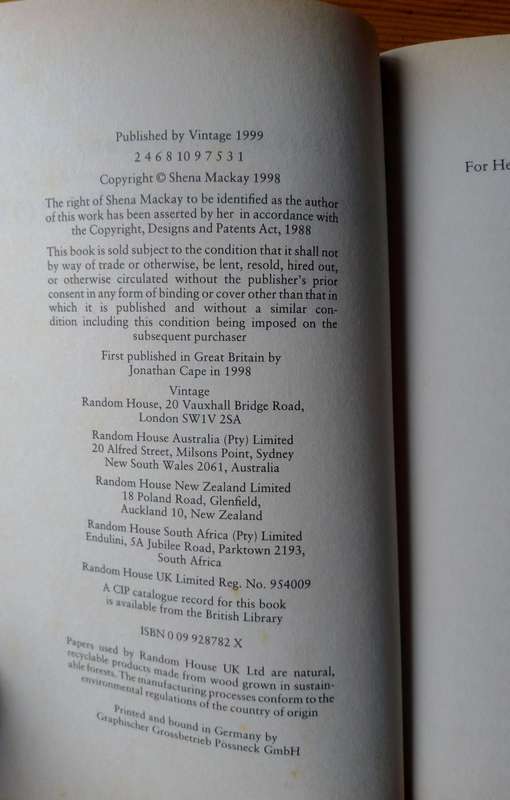 Published by Vintage 1999
2 4 6 8 10 9 7 5 3 1
Copyright © Shena Mackay 1998
The right of Shena Mackay to be identified as the author
of this work has been asserted by her in accordance with
the Copyright, Designs and Patents Act, 1988
This book is sold subject to the condition that it shall not
by way of trade or otherwise, be lent, resold, hired out,
or otherwise circulated without the publisher's prior
consent in any form of binding or cover other than that in
which it is published and without a similar con-
dition including this condition being imposed on the
subsequent purchaser
First published in Great Britain by
Jonathan Cape in 1998
Vintage
Random House, 20 Vauxhall Bridge Road,
London SW1V 2SA
Random House Australia (Pty) Limited
20 Alfred Street, Milsons Point, Sydney
New South Wales 2061, Australia
Random House New Zealand Limited
18 Poland Road, Glenfield,
Auckland 10, New Zealand
Random House South Africa (Pty) Limited
Endulini, 5A Jubilee Road, Parktown 2193,
South Africa
Random House UK Limited Reg. No. 954009
A CIP catalogue record for this book
is available from the British Library
ISBN 0 09 928782 X
Papers used by Random House UK Ltd are natural,
recyclable products made from wood grown in sustain-
able forests. The manufacturing processes conform to the
environmental regulations of the country of origin
Printed and bound in Germany by
Graphischer Grossbetrieb Pössneck GmbH
For He